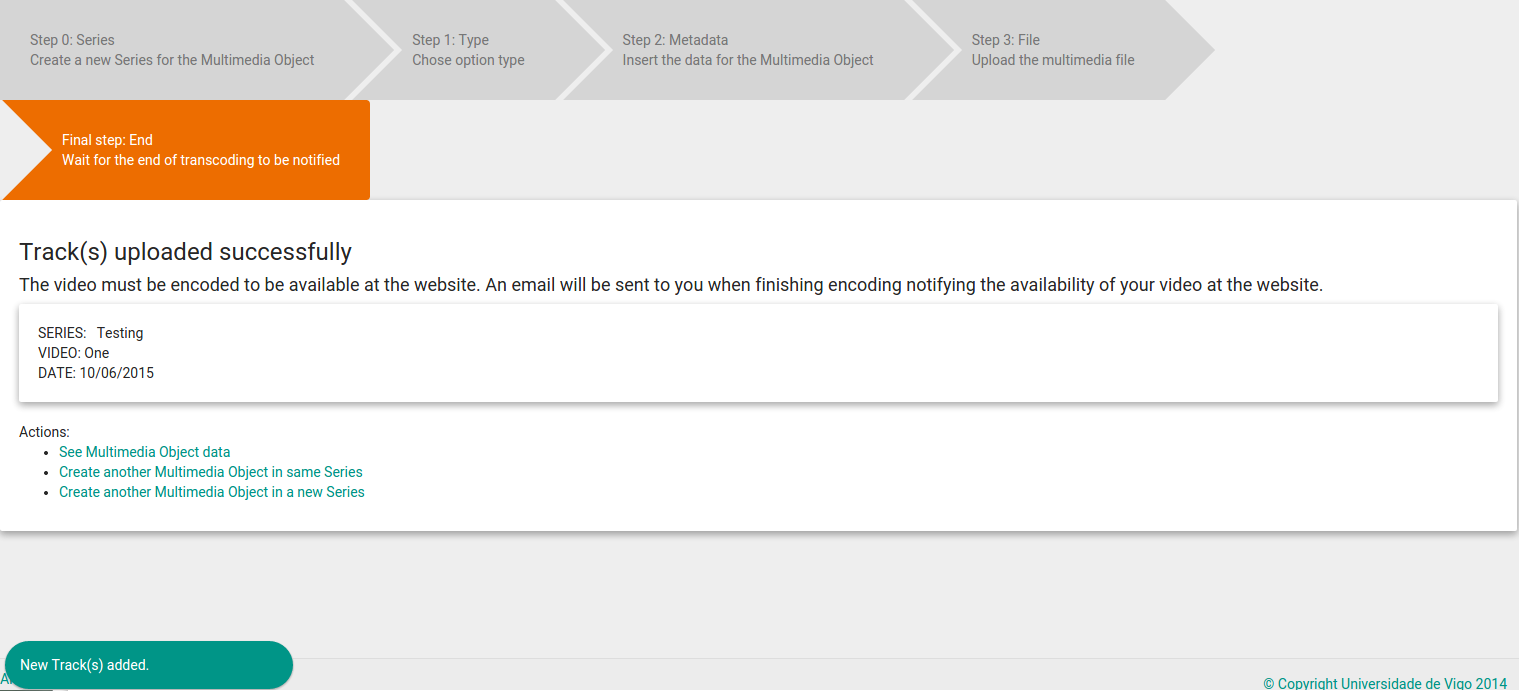 Step 0: Series
Create a new Series for the Multimedia Object
Step 1: Type
Chose option type
Step 2: Metadata
Insert the data for the Multimedia Object
Step 3: File
Upload the multimedia file
Final step: End
Wait for the end of transcoding to be notified
Track(s) uploaded successfully
The video must be encoded to be available at the website. An email will be sent to you when finishing encoding notifying the availability of your video at the website.
SERIES: Testing
VIDEO: One
DATE: 10/06/2015
Actions:
See Multimedia Object data
Create another Multimedia Object in same Series
Create another Multimedia Object in a new Series
New Track(s) added.
© Copyright Universidade de Vigo 2014